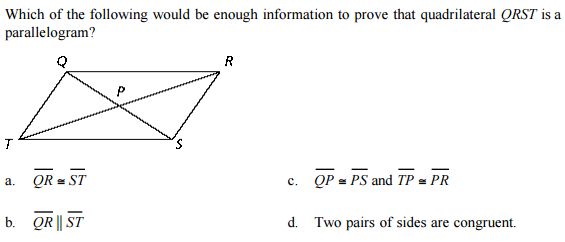 Which of the following would be enough information to prove that quadrilateral QRST is a
parallelogram?
Q
R
P
T
S
a. QR ≅ ST
b. QR || ST
c. QP ≅ PS and TP ≅ PR
d. Two pairs of sides are congruent.